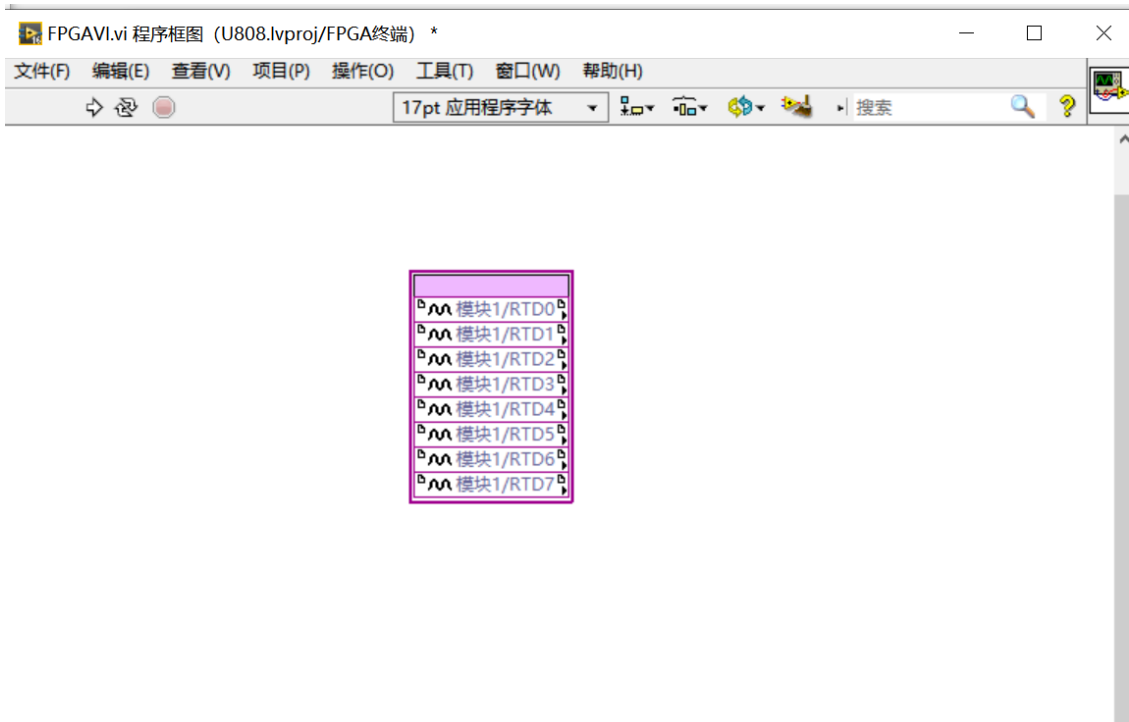 FPGAVI.vi 程序框图（U808.lvproj/FPGA终端） *
文件(F) 编辑(E) 查看(V) 项目(P) 操作(O) 工具(T) 窗口(W) 帮助(H)
17pt 应用程序字体 搜索
模块1/RTD0
模块1/RTD1
模块1/RTD2
模块1/RTD3
模块1/RTD4
模块1/RTD5
模块1/RTD6
模块1/RTD7